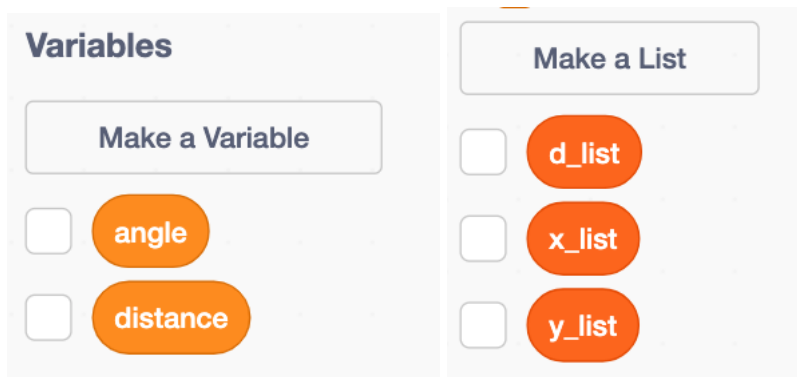 Variables
Make a Variable
angle
distance
Make a List
d_list
x_list
y_list